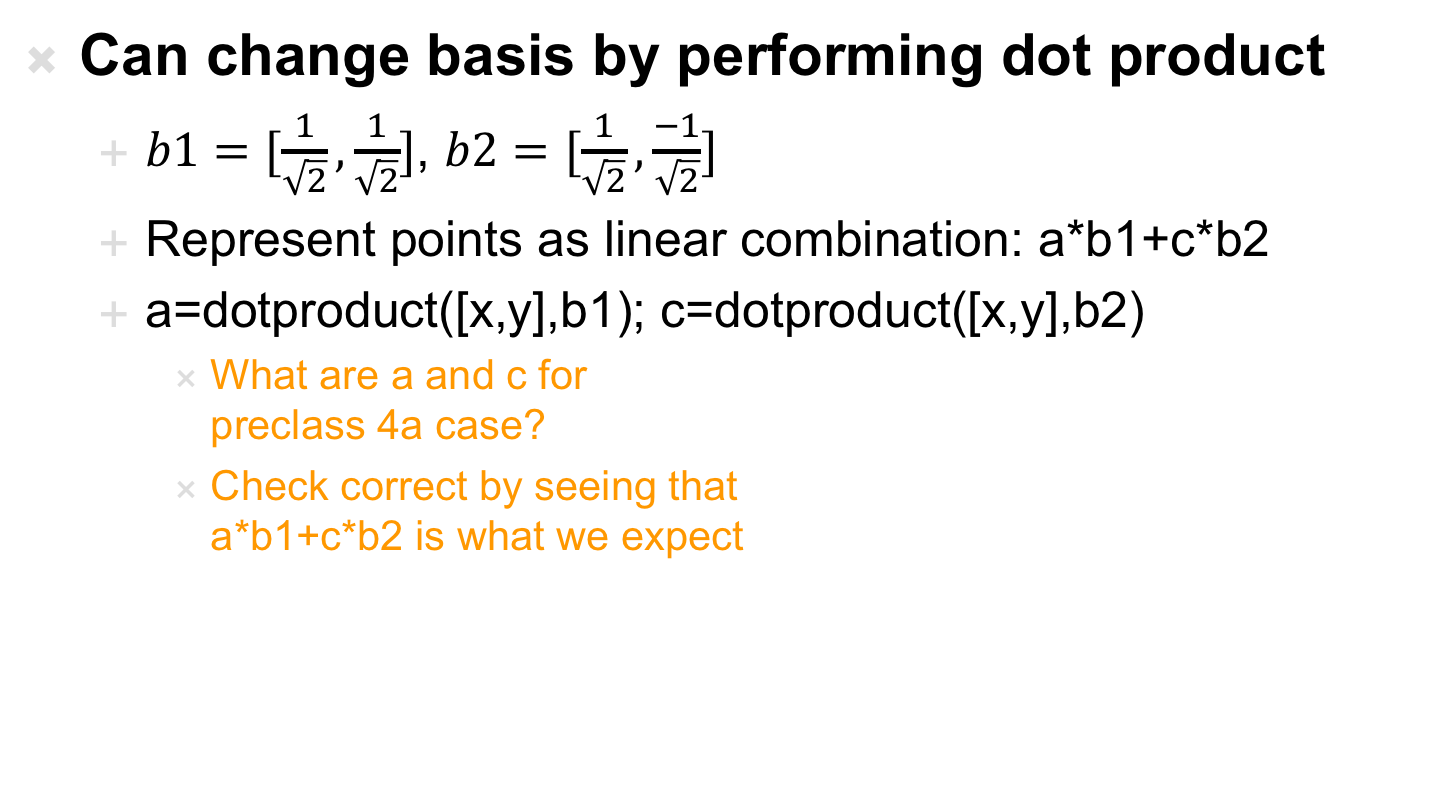 Can change basis by performing dot product
b1 = [1/√2, 1/√2], b2 = [1/√2, −1/√2]
Represent points as linear combination: a*b1+c*b2
a=dotproduct([x,y],b1); c=dotproduct([x,y],b2)
What are a and c for
preclass 4a case?
Check correct by seeing that
a*b1+c*b2 is what we expect